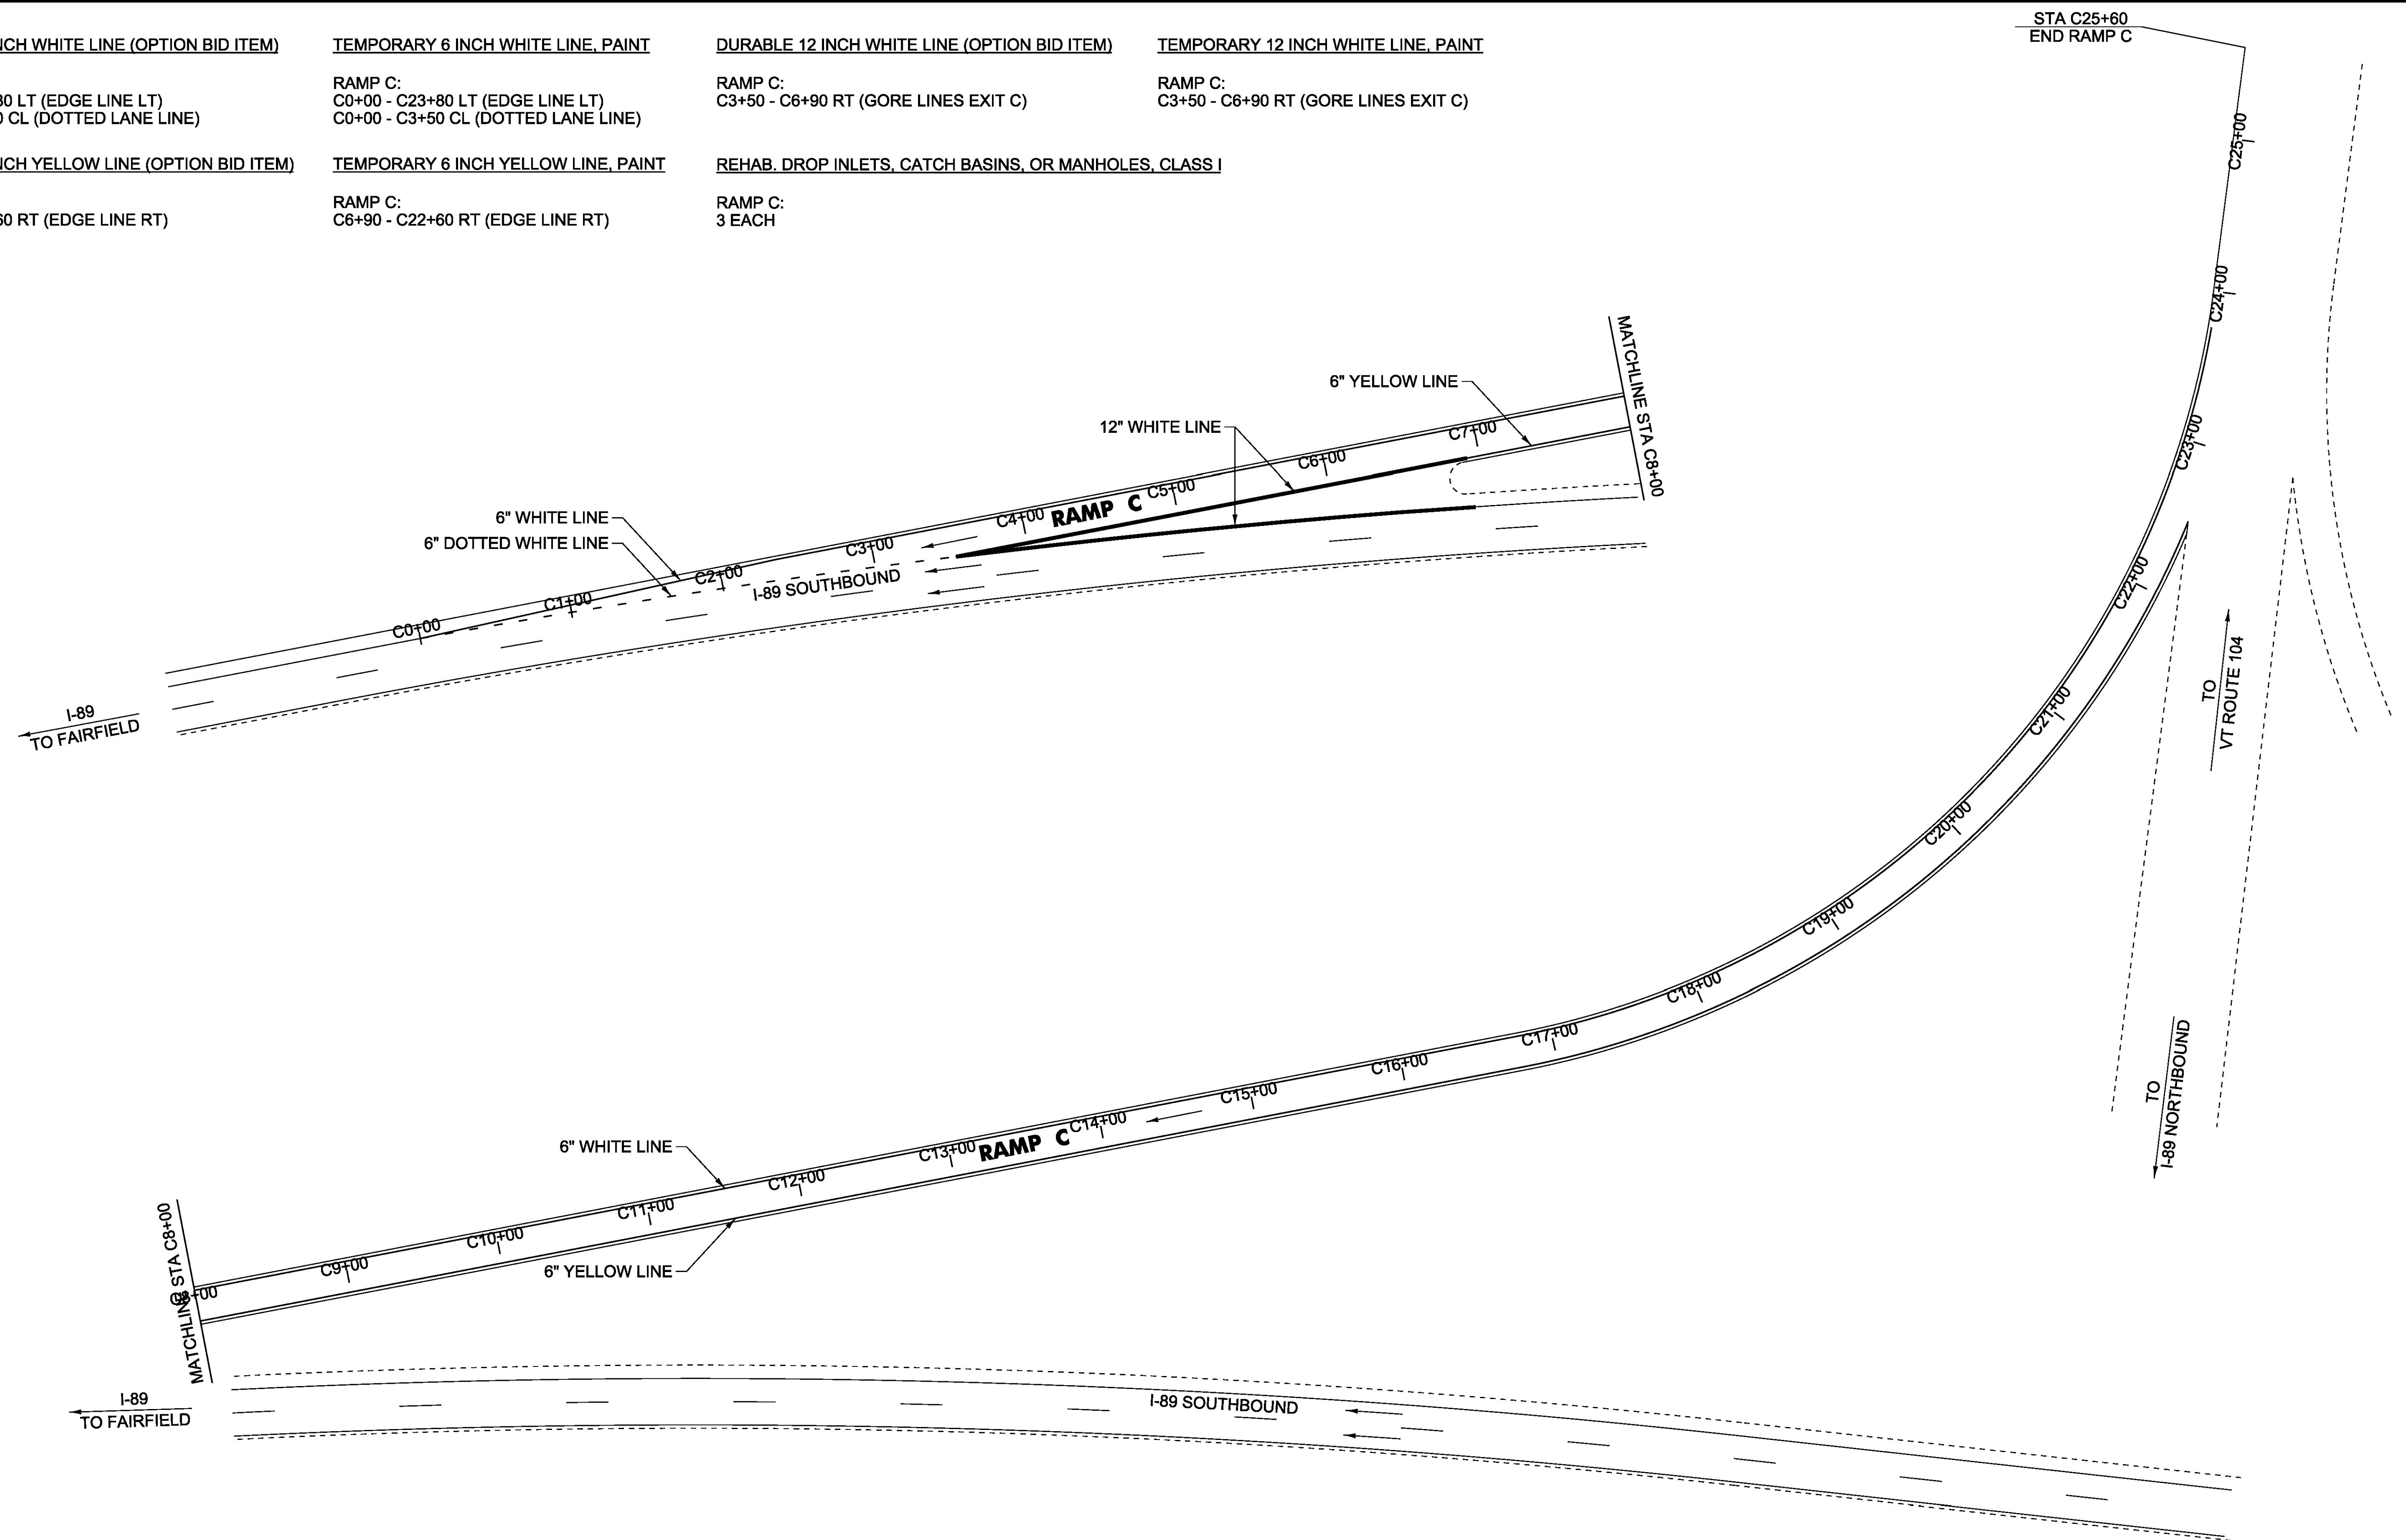 NCH WHITE LINE (OPTION BID ITEM)
30 LT (EDGE LINE LT)
0 CL (DOTTED LANE LINE)
TEMPORARY 6 INCH WHITE LINE, PAINT
RAMP C:
C0+00 - C23+80 LT (EDGE LINE LT)
C0+00 - C3+50 CL (DOTTED LANE LINE)
DURABLE 12 INCH WHITE LINE (OPTION BID ITEM)
RAMP C:
C3+50 - C6+90 RT (GORE LINES EXIT C)
TEMPORARY 12 INCH WHITE LINE, PAINT
RAMP C:
C3+50 - C6+90 RT (GORE LINES EXIT C)
NCH YELLOW LINE (OPTION BID ITEM)
60 RT (EDGE LINE RT)
TEMPORARY 6 INCH YELLOW LINE, PAINT
RAMP C:
C6+90 - C22+60 RT (EDGE LINE RT)
REHAB. DROP INLETS, CATCH BASINS, OR MANHOLES, CLASS I
RAMP C:
3 EACH
STA C25+60
END RAMP C
C25+00
C24+00
C23+00
C22+00
C21+00
C20+00
C19+00
C18+00
C17+00
C16+00
C15+00
C14+00
RAMP C
C13+00
C12+00
C11+00
C10+00
C9+00
C8+00
MATCHLINE STA C8+00
6" WHITE LINE
6" YELLOW LINE
I-89
TO FAIRFIELD
I-89 SOUTHBOUND
TO
VT ROUTE 104
TO
I-89 NORTHBOUND
MATCHLINE STA C8+00
6" YELLOW LINE
12" WHITE LINE
C7+00
C6+00
C5+00
RAMP C
C4+00
C3+00
C2+00
C1+00
C0+00
6" WHITE LINE
6" DOTTED WHITE LINE
I-89 SOUTHBOUND
I-89
TO FAIRFIELD